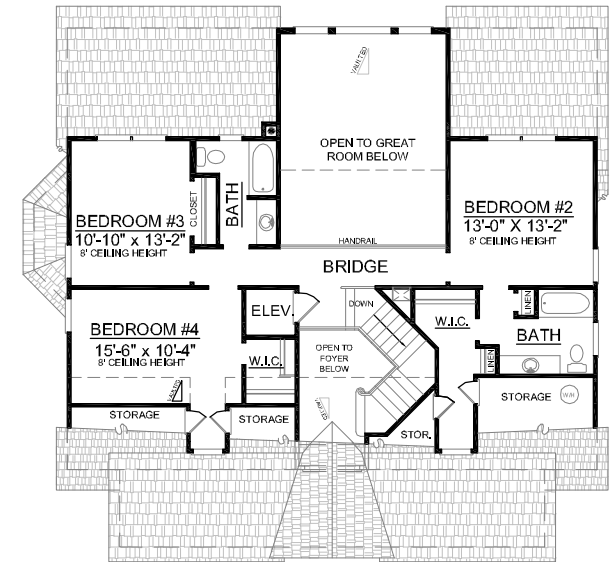 VAULTED
OPEN TO GREAT
ROOM BELOW
CLOSET
BATH
BEDROOM #3
10'-10" x 13'-2"
8' CEILING HEIGHT
BEDROOM #2
13'-0" X 13'-2"
8' CEILING HEIGHT
HANDRAIL
BRIDGE
ELEV.
DOWN
W.I.C.
LINEN
BATH
BEDROOM #4
15'-6" x 10'-4"
8' CEILING HEIGHT
VAULTED
W.I.C.
OPEN TO
FOYER
BELOW
LINEN
STORAGE
W/H
STORAGE
STORAGE
STOR.